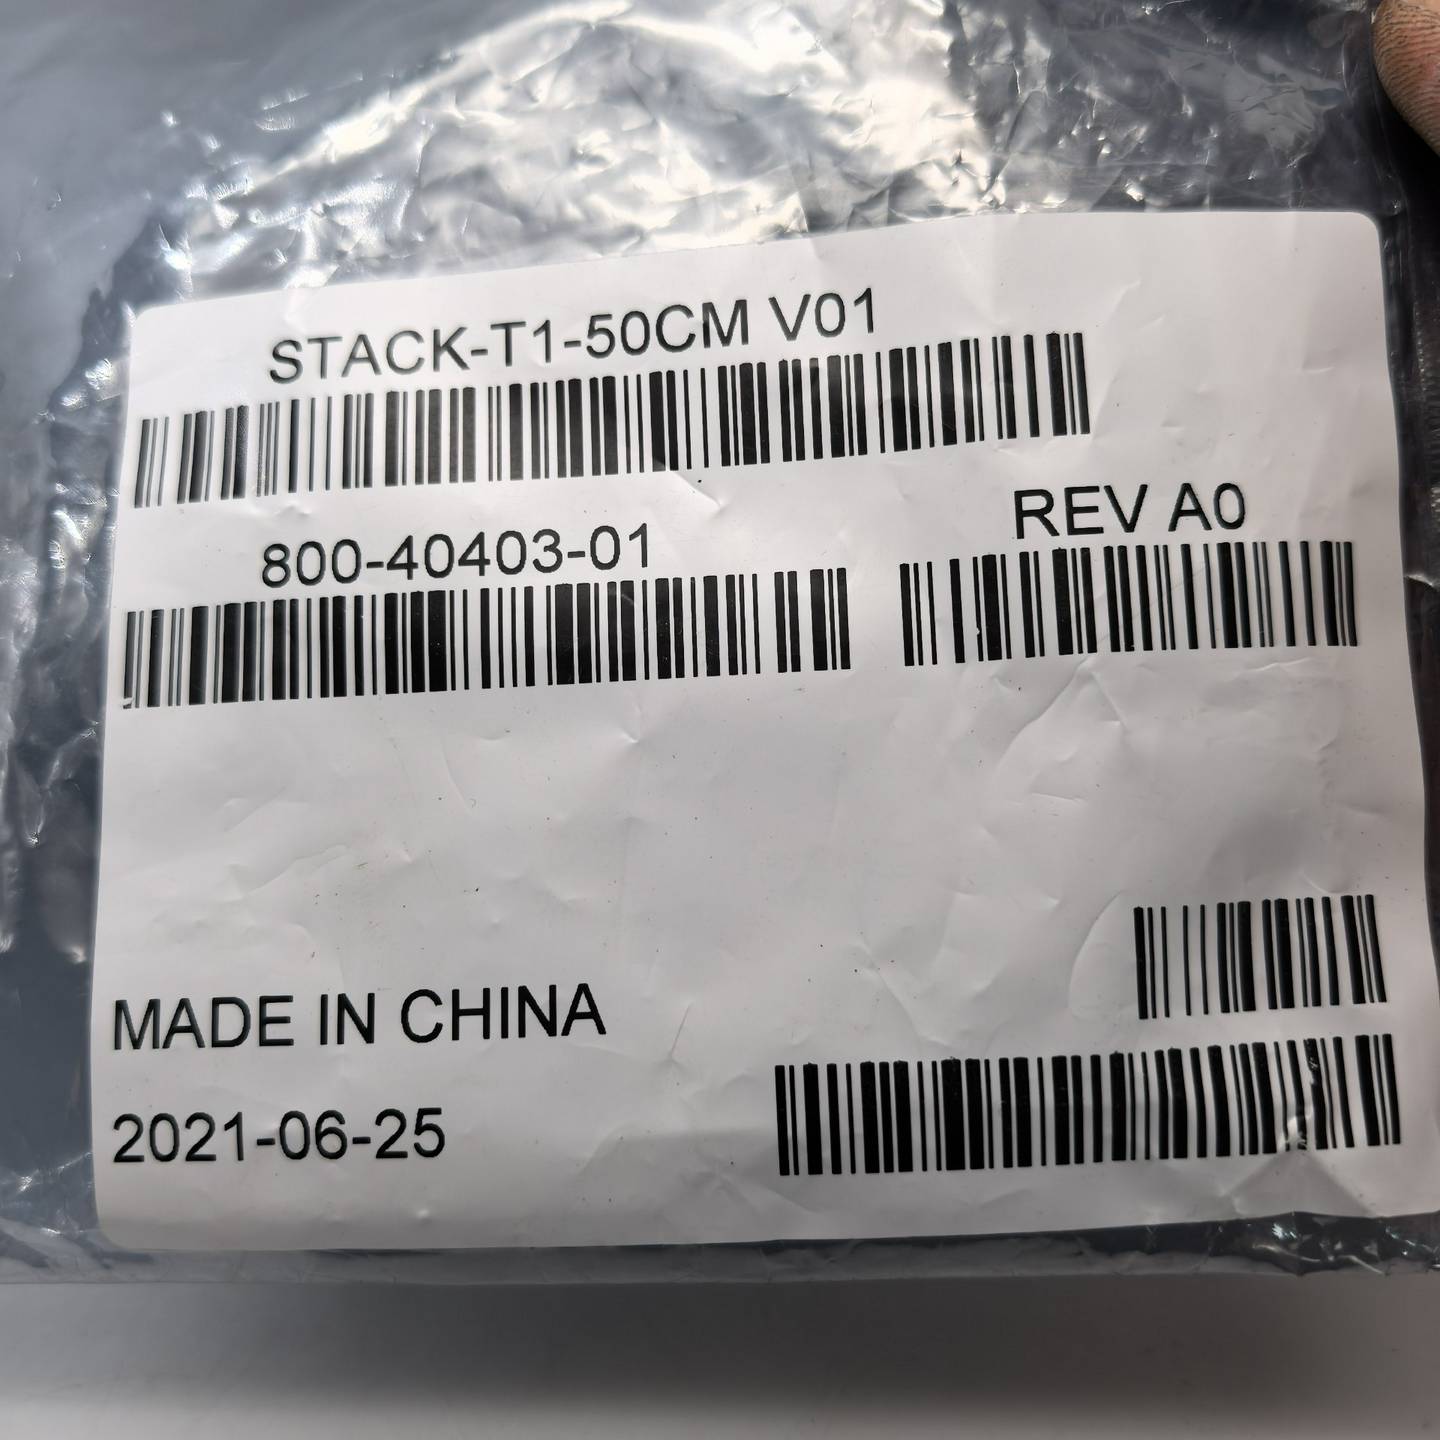 STACK-T1-50CM V01
800-40403-01
REV A0
MADE IN CHINA
2021-06-25